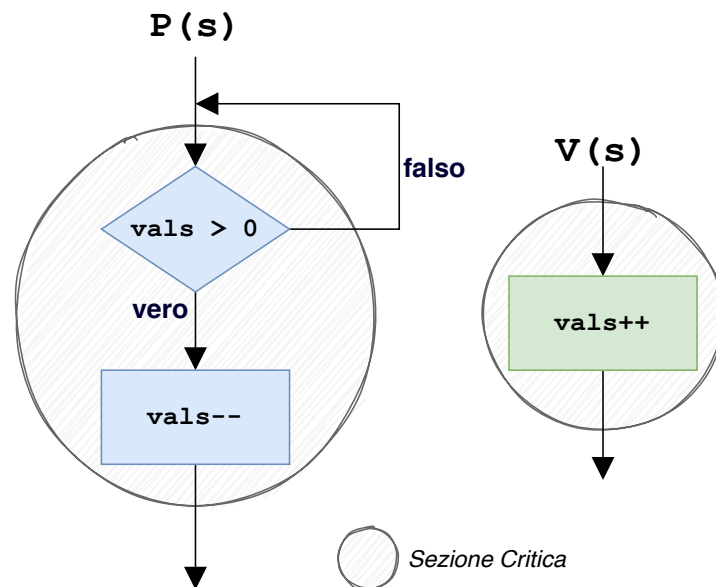 P(s)
falso
vals > 0
vero
vals--
V(s)
vals++
Sezione Critica